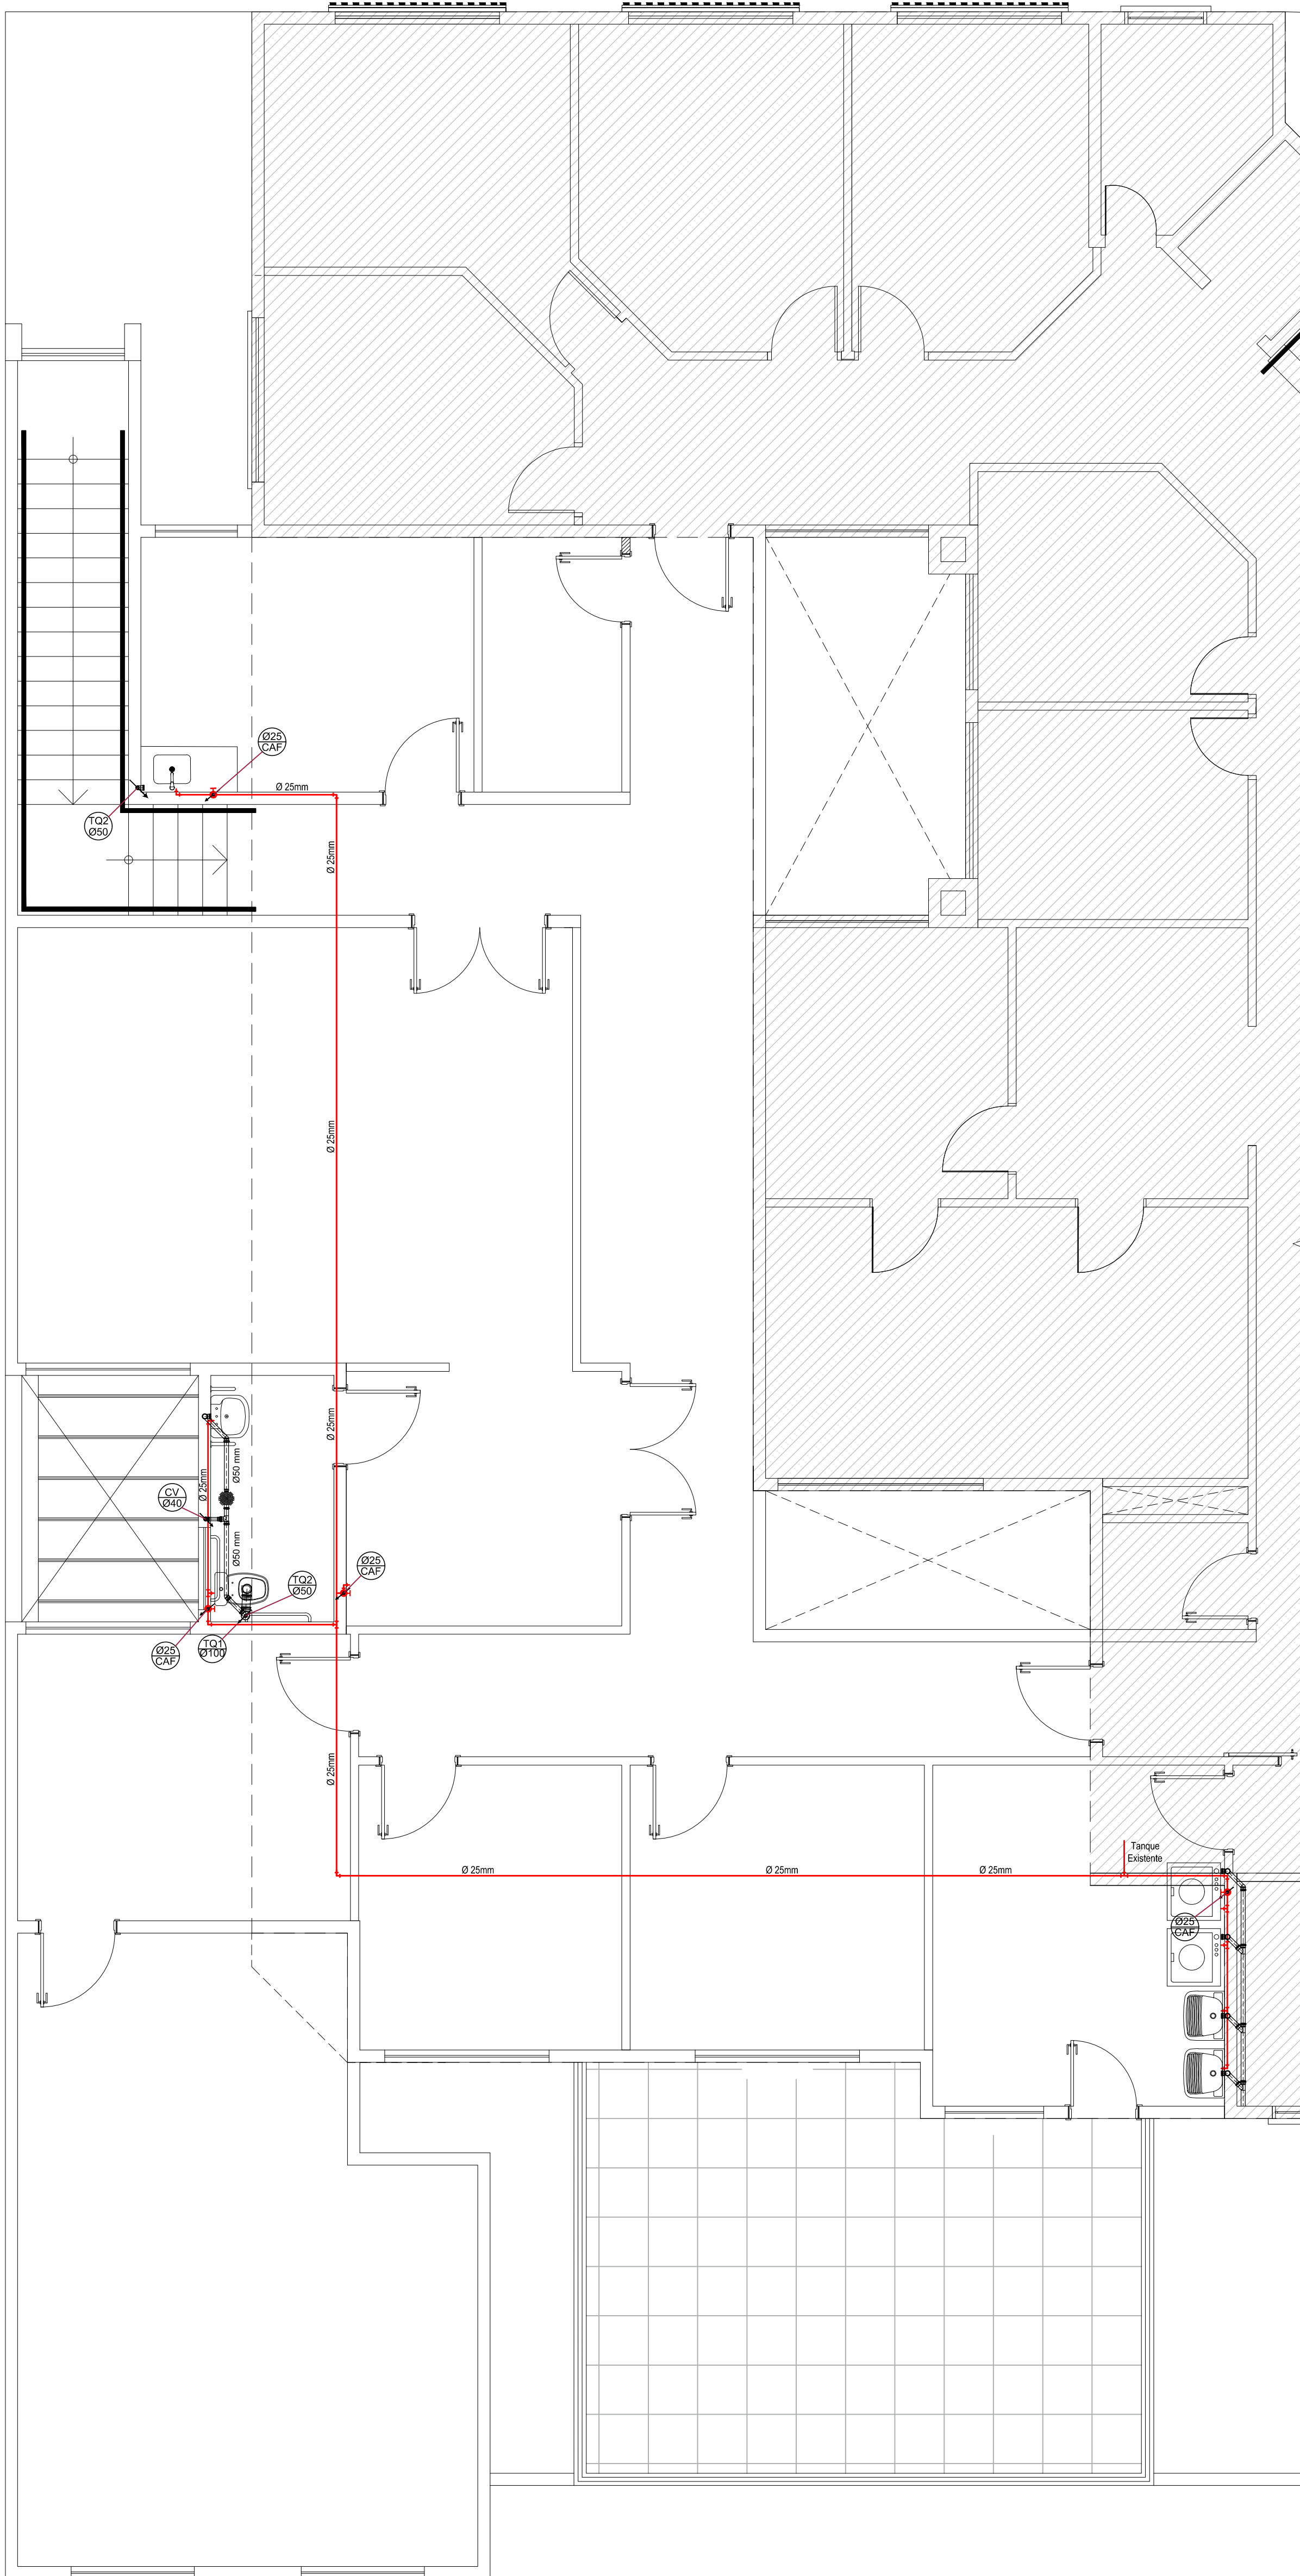 Ø25
CAF
Ø 25mm
TQ2
Ø50
Ø 25mm
Ø 25mm
Ø 25mm
Ø50 mm
Ø 25mm
CV
Ø40
Ø50 mm
Ø25
CAF
TQ2
Ø50
TQ1
Ø100
Ø25
CAF
Ø 25mm
Tanque
Existente
Ø 25mm
Ø 25mm
Ø 25mm
Ø25
CAF